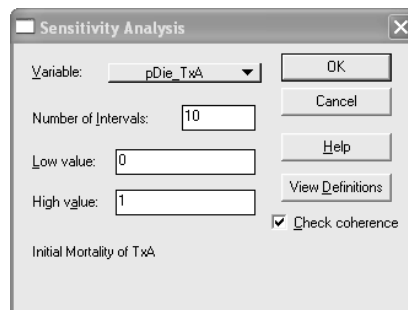 Sensitivity Analysis
Variable: pDie_TxA
OK
Number of Intervals: 10
Cancel
Low value: 0
Help
High value: 1
View Definitions
Check coherence
Initial Mortality of TxA